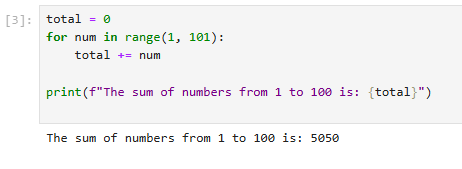 [3]: total = 0
for num in range(1, 101):
    total += num

print(f"The sum of numbers from 1 to 100 is: {total}")

The sum of numbers from 1 to 100 is: 5050